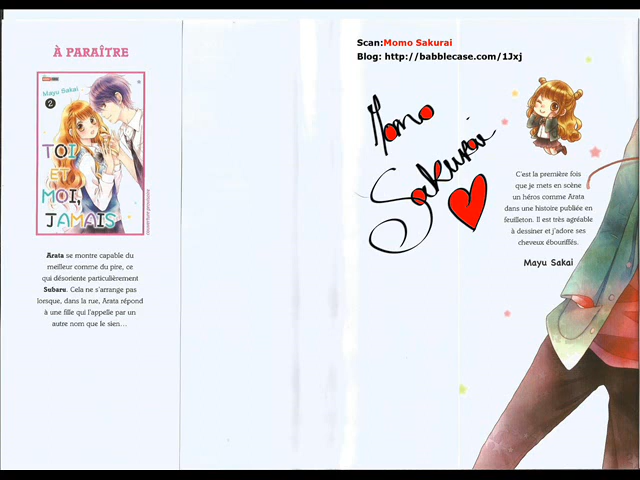 À PARAÎTRE
Mayu Sakai
2
TOI
ET
MOI,
JAMAIS
Arata se montre capable du
meilleur comme du pire, ce
qui désoriente particulièrement
Subaru. Cela ne s'arrange pas
lorsque, dans la rue, Arata répond
à une fille qui l'appelle par un
autre nom que le sien...
Scan:Momo Sakurai
Blog: http://babblecase.com/1Jxj
Momo
Sakurai
C'est la première fois
que je mets en scène
un héros comme Arata
dans une histoire publiée en
feuilleton. Il est très agréable
à dessiner et j'adore ses
cheveux ébouriffés.
Mayu Sakai